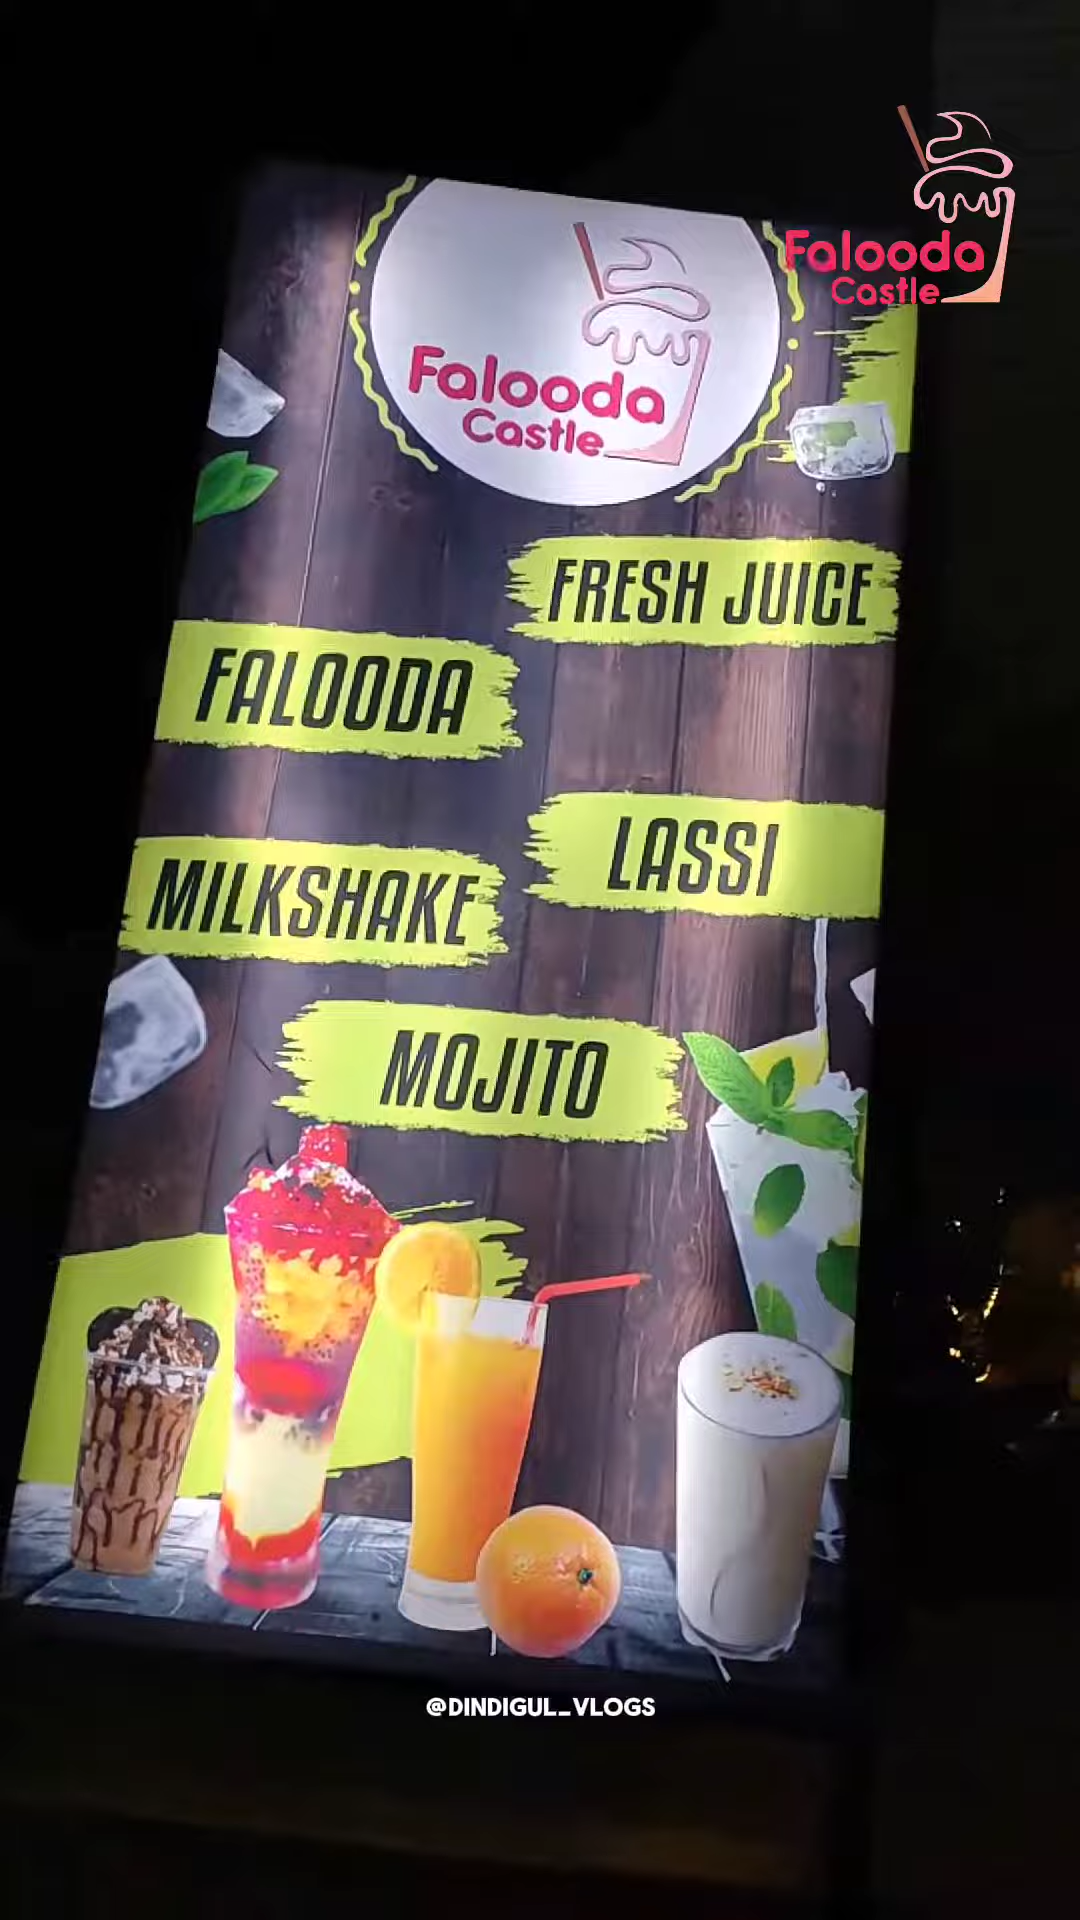 Falooda
Castle
Falooda
Castle
FRESH JUICE
FALOODA
LASSI
MILKSHAKE
MOJITO
@DINDIGUL_VLOGS